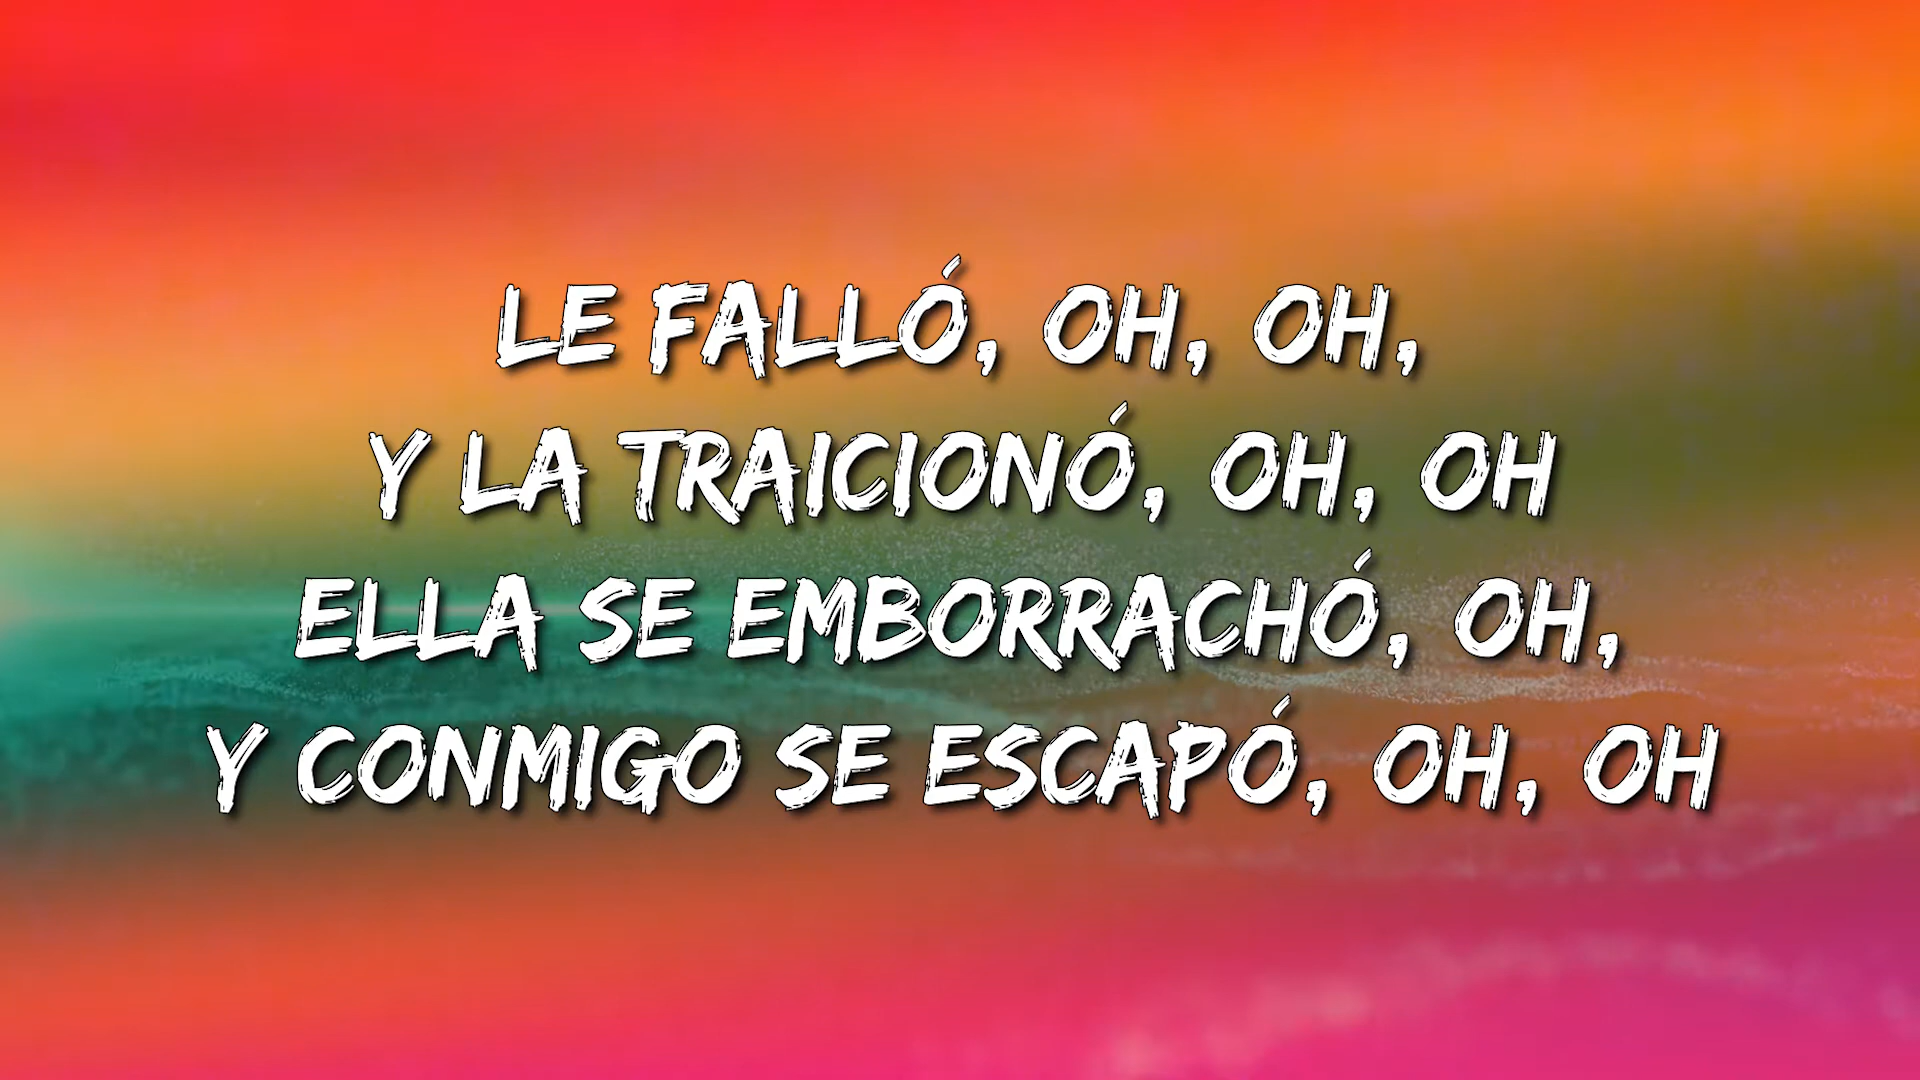 LE FALLÓ, OH, OH,
Y LA TRAICIONÓ, OH, OH
ELLA SE EMBORRACHÓ, OH,
Y CONMIGO SE ESCAPÓ, OH, OH